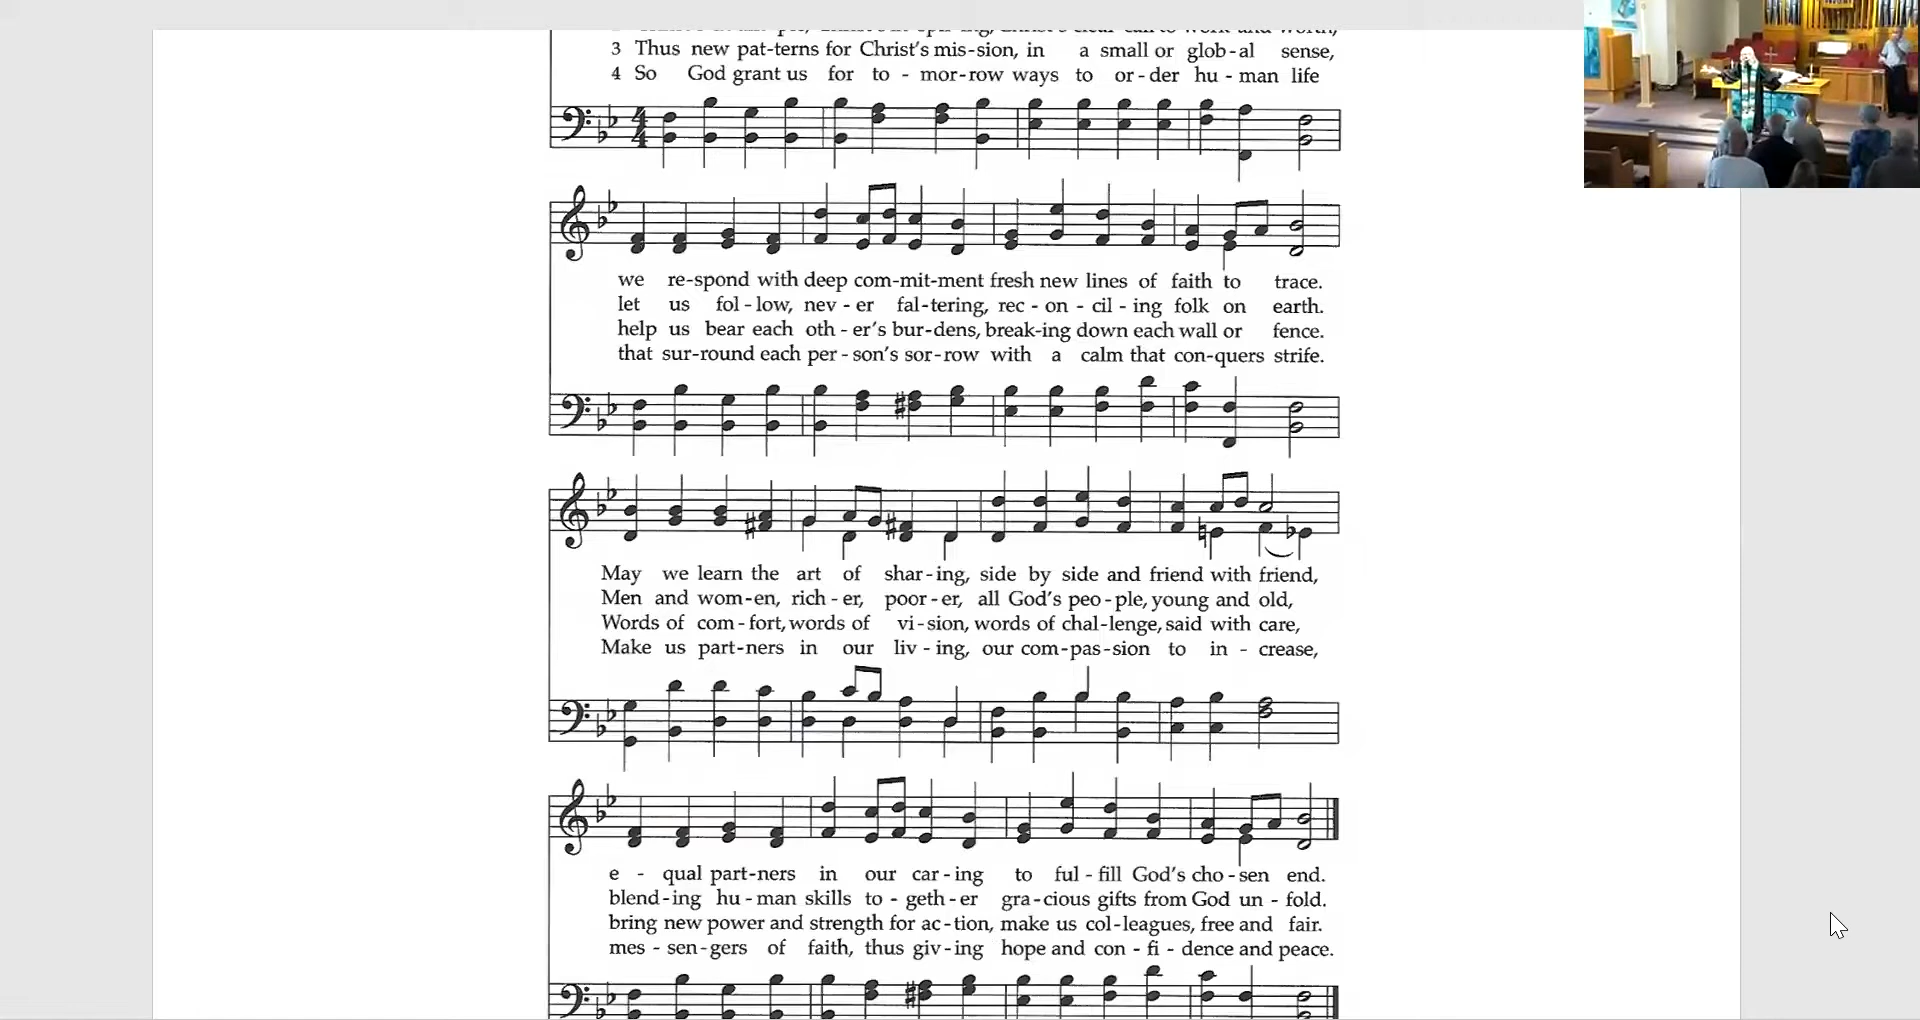 3 Thus new pat-terns for Christ's mis-sion, in a small or glob-al sense,
4 So God grant us for to - mor-row ways to or-der hu-man life
we re-spond with deep com-mit-ment fresh new lines of faith to trace.
let us fol-low, nev-er fal-tering, rec-on-cil-ing folk on earth.
help us bear each oth-er's bur-dens, break-ing down each wall or fence.
that sur-round each per-son's sor-row with a calm that con-quers strife.
May we learn the art of shar-ing, side by side and friend with friend,
Men and wom-en, rich-er, poor-er, all God's peo-ple, young and old,
Words of com-fort, words of vi-sion, words of chal-lenge, said with care,
Make us part-ners in our liv-ing, our com-pas-sion to in-crease,
e - qual part-ners in our car-ing to ful-fill God's cho-sen end.
blend-ing hu-man skills to-geth-er gra-cious gifts from God un-fold.
bring new power and strength for ac-tion, make us col-leagues, free and fair.
mes-sen-gers of faith, thus giv-ing hope and con-fi-dence and peace.